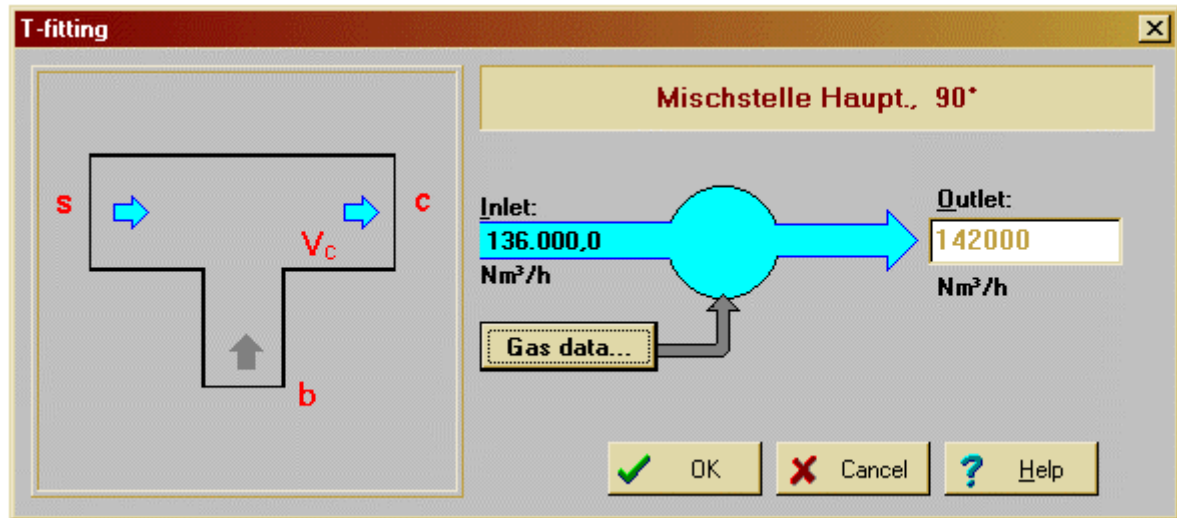 T-fitting
Mischstelle Haupt., 90°
s
c
Vc
b
Inlet:
136.000,0
Nm³/h
Outlet:
142000
Nm³/h
Gas data...
OK
Cancel
Help